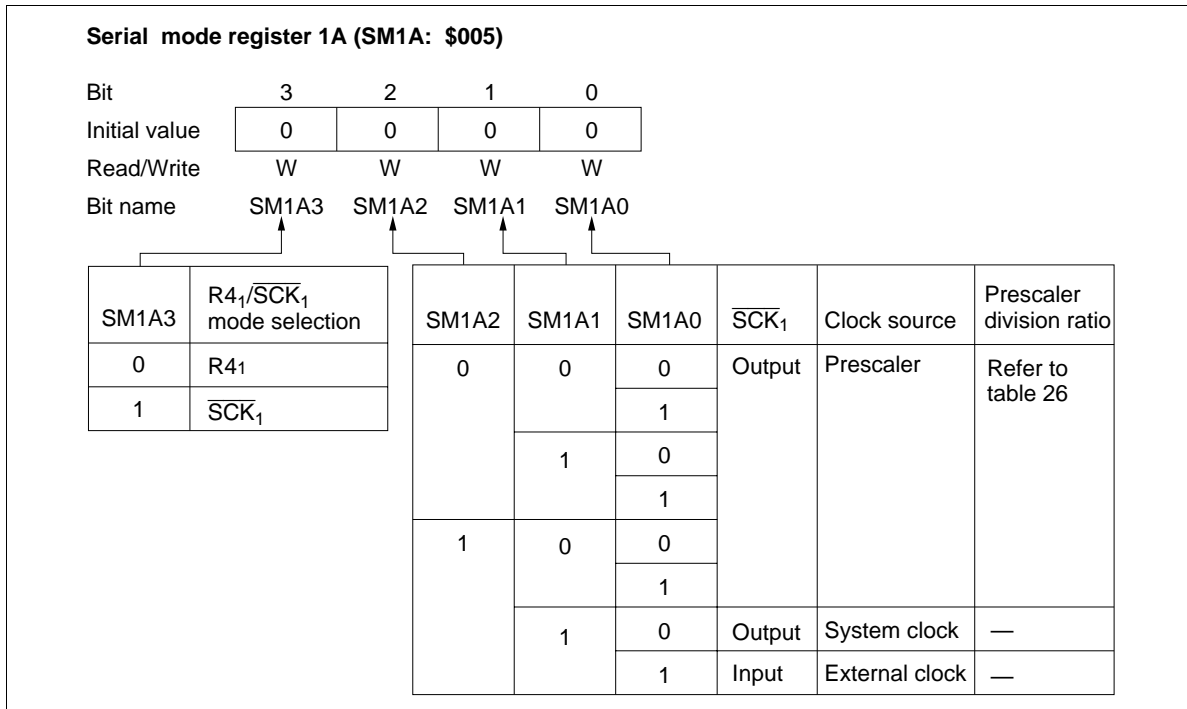 Serial mode register 1A (SM1A: $005)
Bit 3 2 1 0
Initial value 0 0 0 0
Read/Write W W W W
Bit name SM1A3 SM1A2 SM1A1 SM1A0
SM1A3 R4₁/S̅C̅K̅₁ mode selection
0 R4₁
1 S̅C̅K̅₁
SM1A2 SM1A1 SM1A0 S̅C̅K̅₁ Clock source Prescaler division ratio
0 0 0 Output Prescaler Refer to table 26
1
1 0
1
1 0 0
1
1 0 Output System clock —
1 Input External clock —